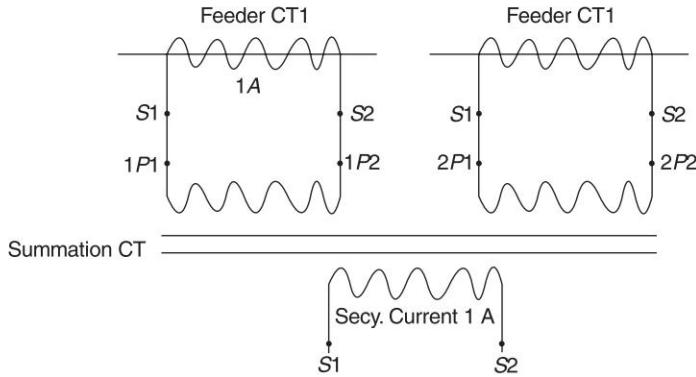 Feeder CT1
Feeder CT1
1A
S1
S2
S1
S2
1P1
1P2
2P1
2P2
Summation CT
Secy. Current 1 A
S1
S2